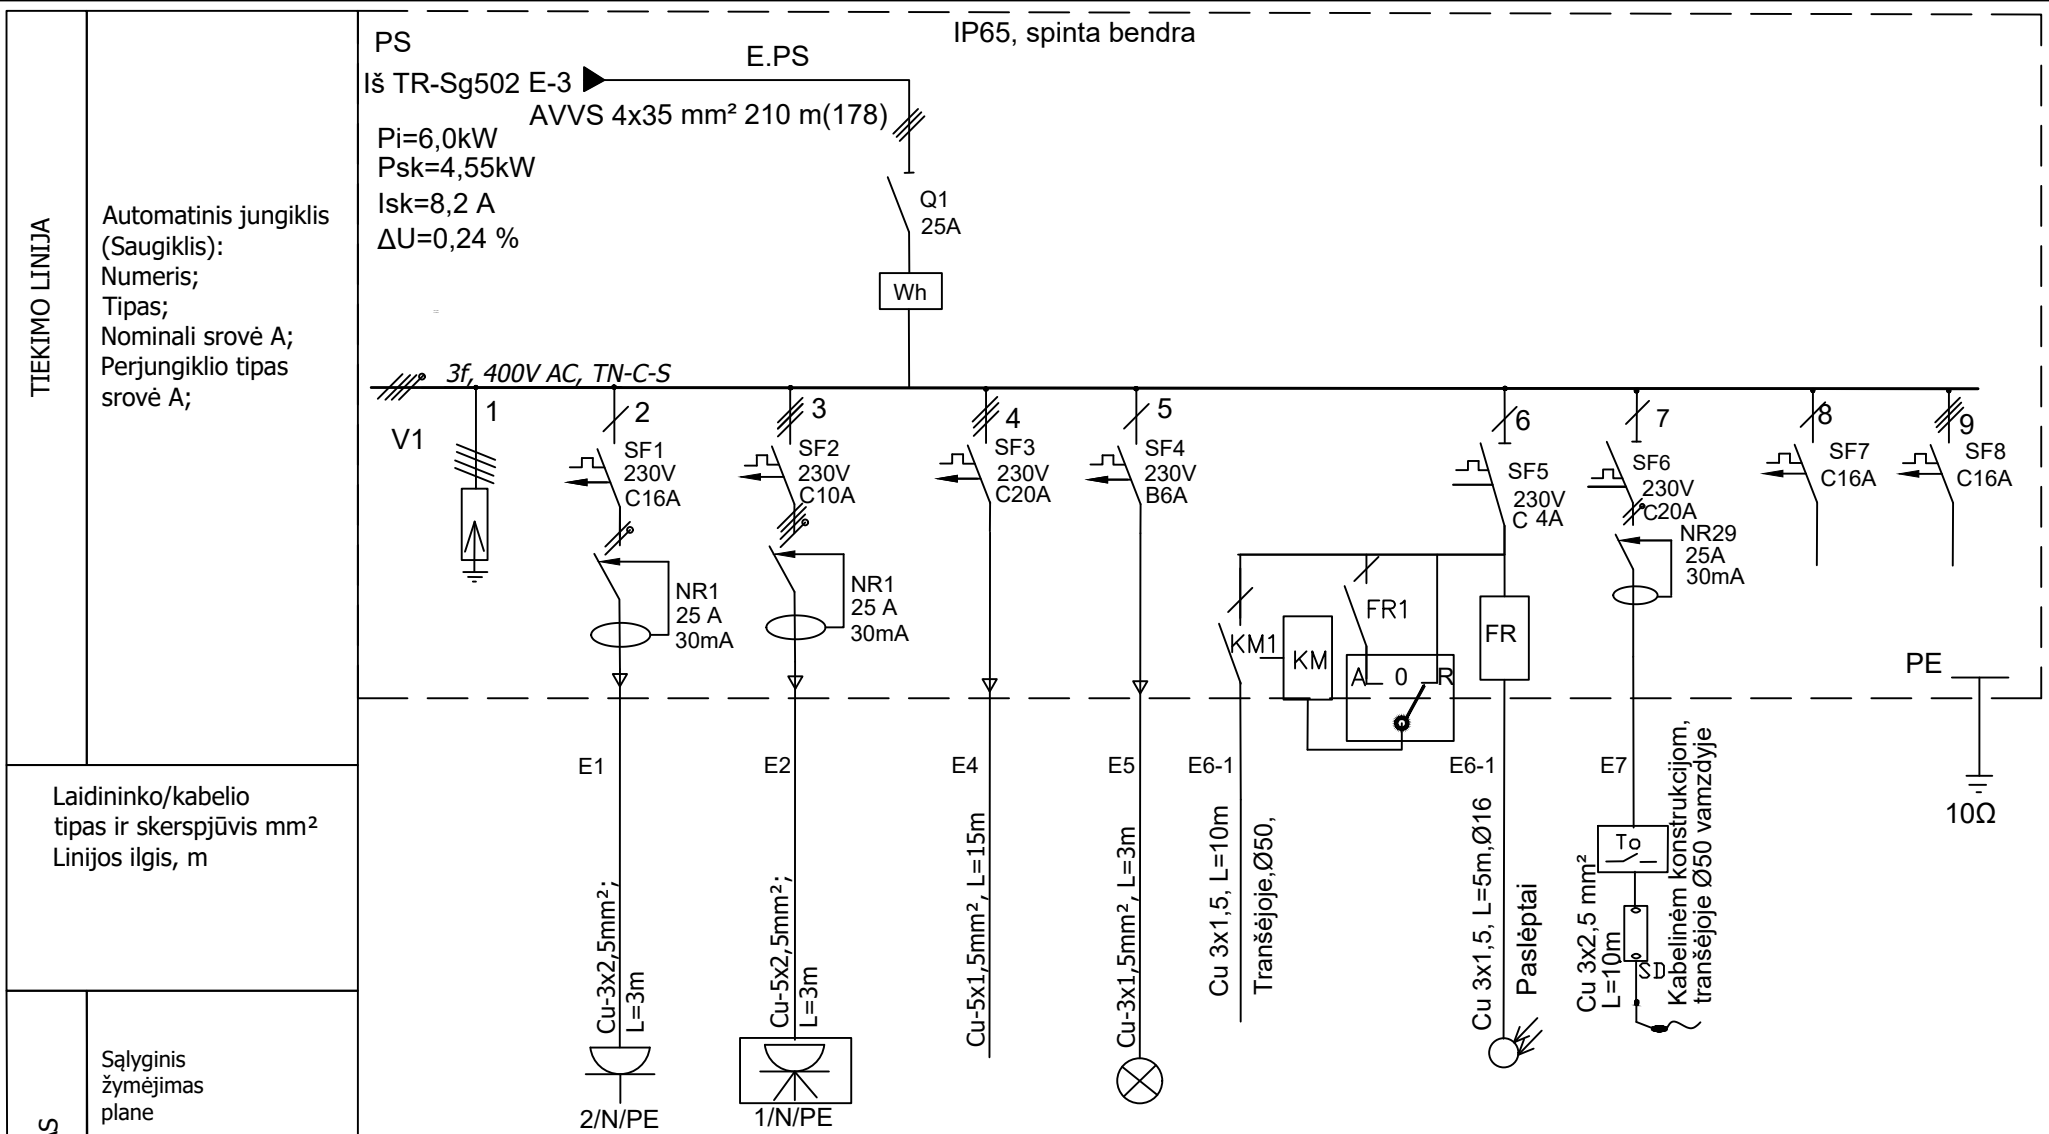 IP65, spinta bendra
PS
E.PS
Iš TR-Sg502 E-3
AVVS 4x35 mm² 210 m(178)
Pi=6,0kW
Psk=4,55kW
Isk=8,2 A
ΔU=0,24 %
Q1
25A
Wh
TIEKIMO LINIJA
Automatinis jungiklis
(Saugiklis):
Numeris;
Tipas;
Nominali srovė A;
Perjungiklio tipas
srovė A;
3f, 400V AC, TN-C-S
V1
1
2
SF1
230V
C16A
NR1
25 A
30mA
3
SF2
230V
C10A
NR1
25 A
30mA
4
SF3
230V
C20A
5
SF4
230V
B6A
6
SF5
230V
C 4A
KM1
KM
FR1
A 0 R
FR
7
SF6
230V
C20A
NR29
25A
30mA
8
SF7
C16A
9
SF8
C16A
PE
10Ω
E1
E2
E4
E5
E6-1
E6-1
E7
Laidininko/kabelio
tipas ir skerspjūvis mm²
Linijos ilgis, m
Cu-3x2,5mm²;
L=3m
Cu-5x2,5mm²;
L=3m
Cu-5x1,5mm², L=15m
Cu-3x1,5mm², L=3m
Cu 3x1,5, L=10m
Tranšėjoje,Ø50,
Cu 3x1,5, L=5m,Ø16
Paslėptai
Cu 3x2,5 mm²
L=10m
To
SD
Kabelinėm konstrukcijom,
tranšėjoje Ø50 vamzdyje
Sąlyginis
žymėjimas
plane
AS
2/N/PE
1/N/PE